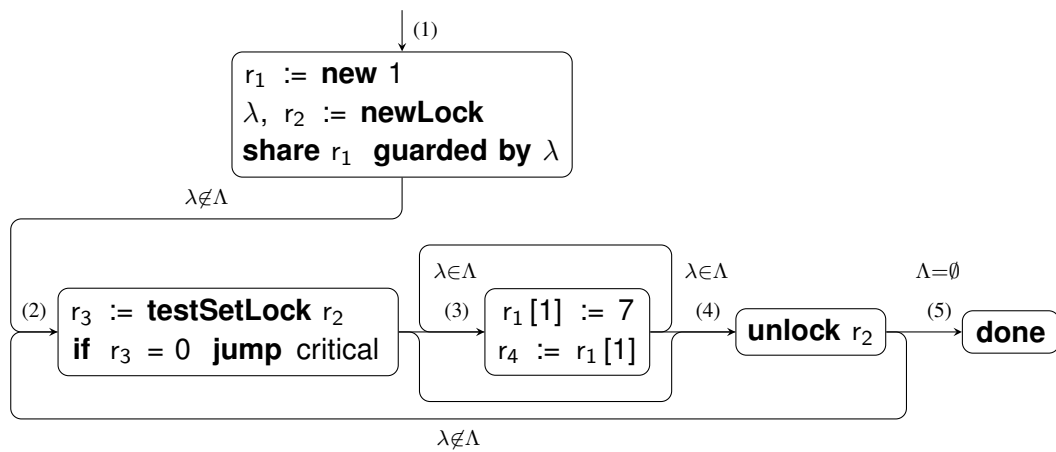 (1)
r₁ := new 1
λ, r₂ := newLock
share r₁ guarded by λ
λ∉Λ
λ∈Λ
λ∈Λ
Λ=∅
(2)
r₃ := testSetLock r₂
if r₃ = 0 jump critical
(3)
r₁[1] := 7
r₄ := r₁[1]
(4)
unlock r₂
(5)
done
λ∉Λ